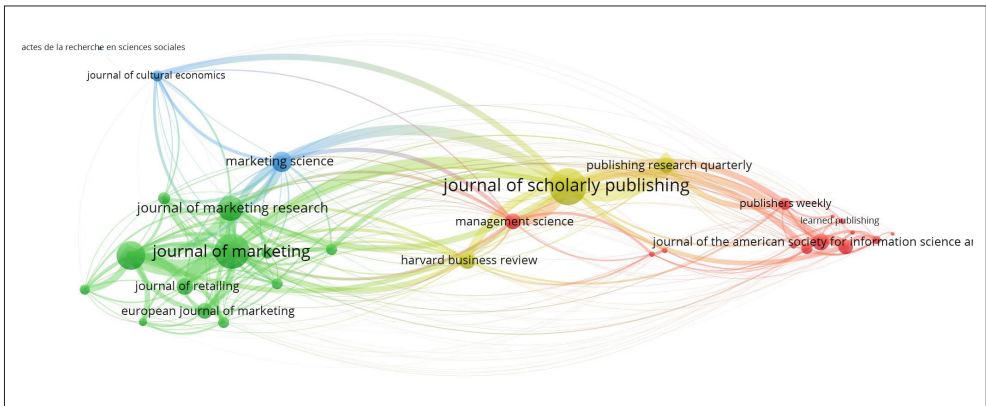 actes de la recherche en sciences sociales
journal of cultural economics
marketing science
publishing research quarterly
journal of scholarly publishing
publishers weekly
journal of marketing research
management science
learned publishing
journal of the american society for information science ar
journal of marketing
harvard business review
journal of retailing
european journal of marketing